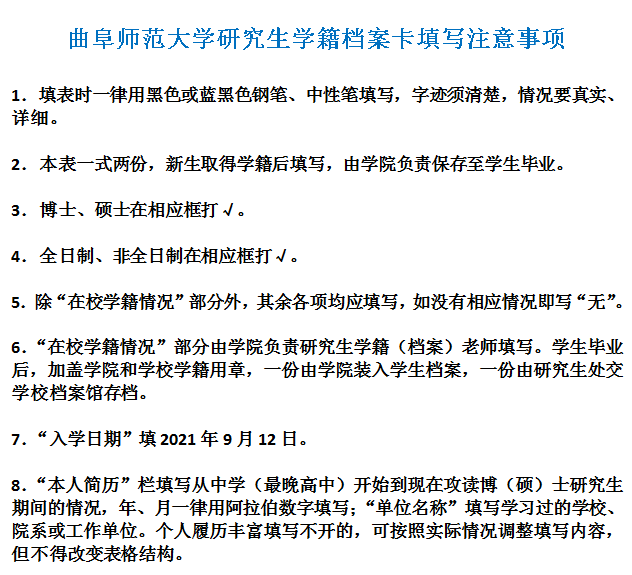 曲阜师范大学研究生学籍档案卡填写注意事项
1．填表时一律用黑色或蓝黑色钢笔、中性笔填写，字迹须清楚，情况要真实、
详细。
2．本表一式两份，新生取得学籍后填写，由学院负责保存至学生毕业。
3．博士、硕士在相应框打√。
4．全日制、非全日制在相应框打√。
5．除“在校学籍情况”部分外，其余各项均应填写，如没有相应情况即写“无”。
6．“在校学籍情况”部分由学院负责研究生学籍（档案）老师填写。学生毕业
后，加盖学院和学校学籍用章，一份由学院装入学生档案，一份由研究生处交
学校档案馆存档。
7．“入学日期”填 2021 年 9 月 12 日。
8．“本人简历”栏填写从中学（最晚高中）开始到现在攻读博（硕）士研究生
期间的情况，年、月一律用阿拉伯数字填写；“单位名称”填写学习过的学校、
院系或工作单位。个人履历丰富填写不开的，可按照实际情况调整填写内容，
但不得改变表格结构。